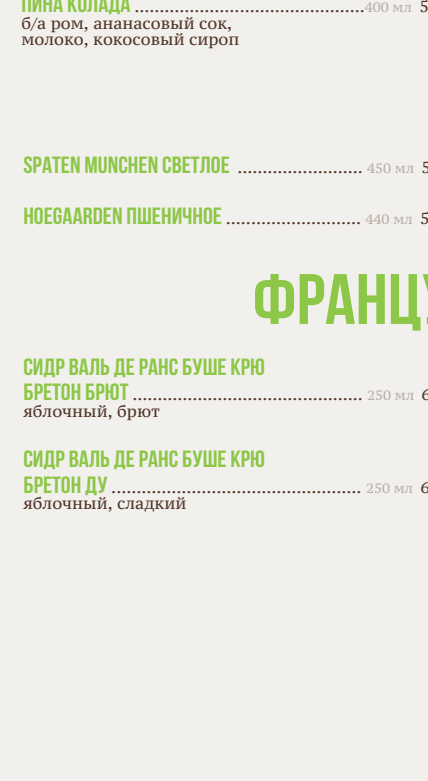 ПИНА КОЛАДА ........................................ 400 мл 5
б/а ром, ананасовый сок,
молоко, кокосовый сироп
SPATEN MUNCHEN СВЕТЛОЕ ...................... 450 мл 5
HOEGAARDEN ПШЕНИЧНОЕ ........................ 440 мл 5
ФРАНЦУ
СИДР ВАЛЬ ДЕ РАНС БУШЕ КРЮ
БРЕТОН БРЮТ ........................................ 250 мл 6
яблочный, брют
СИДР ВАЛЬ ДЕ РАНС БУШЕ КРЮ
БРЕТОН ДУ ............................................ 250 мл 6
яблочный, сладкий